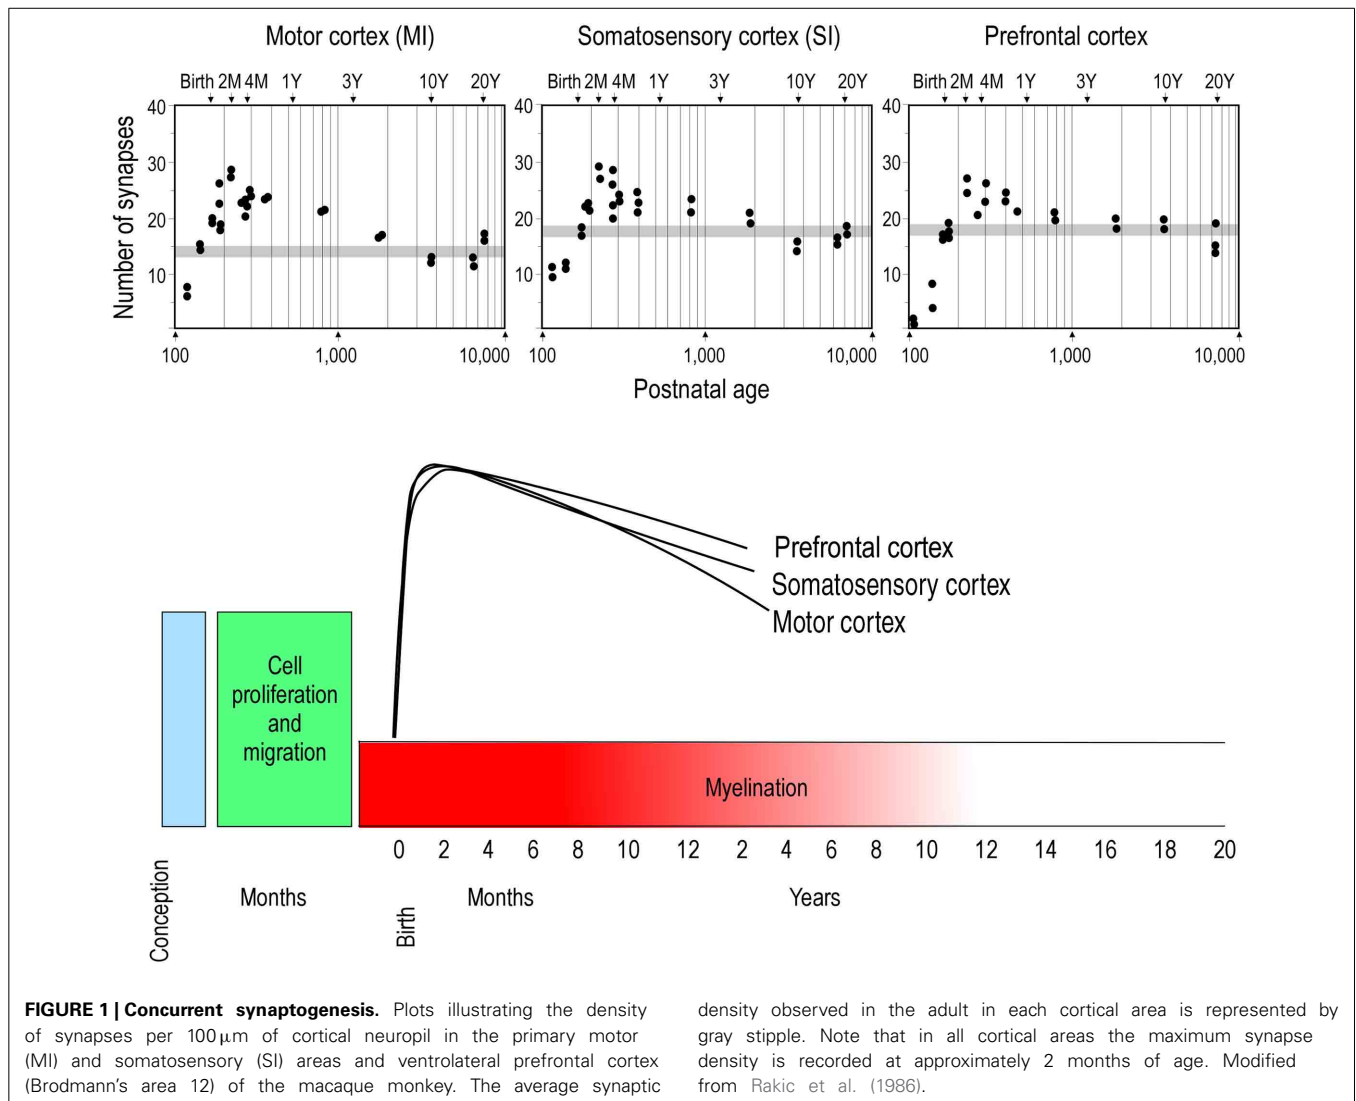 Motor cortex (MI)
Somatosensory cortex (SI)
Prefrontal cortex
Birth 2M 4M 1Y 3Y 10Y 20Y
Birth 2M 4M 1Y 3Y 10Y 20Y
Birth 2M 4M 1Y 3Y 10Y 20Y
Number of synapses
40
30
20
10
40
30
20
10
40
30
20
10
100 1,000 10,000
100 1,000 10,000
100 1,000 10,000
Postnatal age
Prefrontal cortex
Somatosensory cortex
Motor cortex
Cell
proliferation
and
migration
Myelination
0 2 4 6 8 10 12 2 4 6 8 10 12 14 16 18 20
Conception
Months
Birth
Months
Years
FIGURE 1 | Concurrent synaptogenesis. Plots illustrating the density
of synapses per 100 μm of cortical neuropil in the primary motor
(MI) and somatosensory (SI) areas and ventrolateral prefrontal cortex
(Brodmann's area 12) of the macaque monkey. The average synaptic
density observed in the adult in each cortical area is represented by
gray stipple. Note that in all cortical areas the maximum synapse
density is recorded at approximately 2 months of age. Modified
from Rakic et al. (1986).